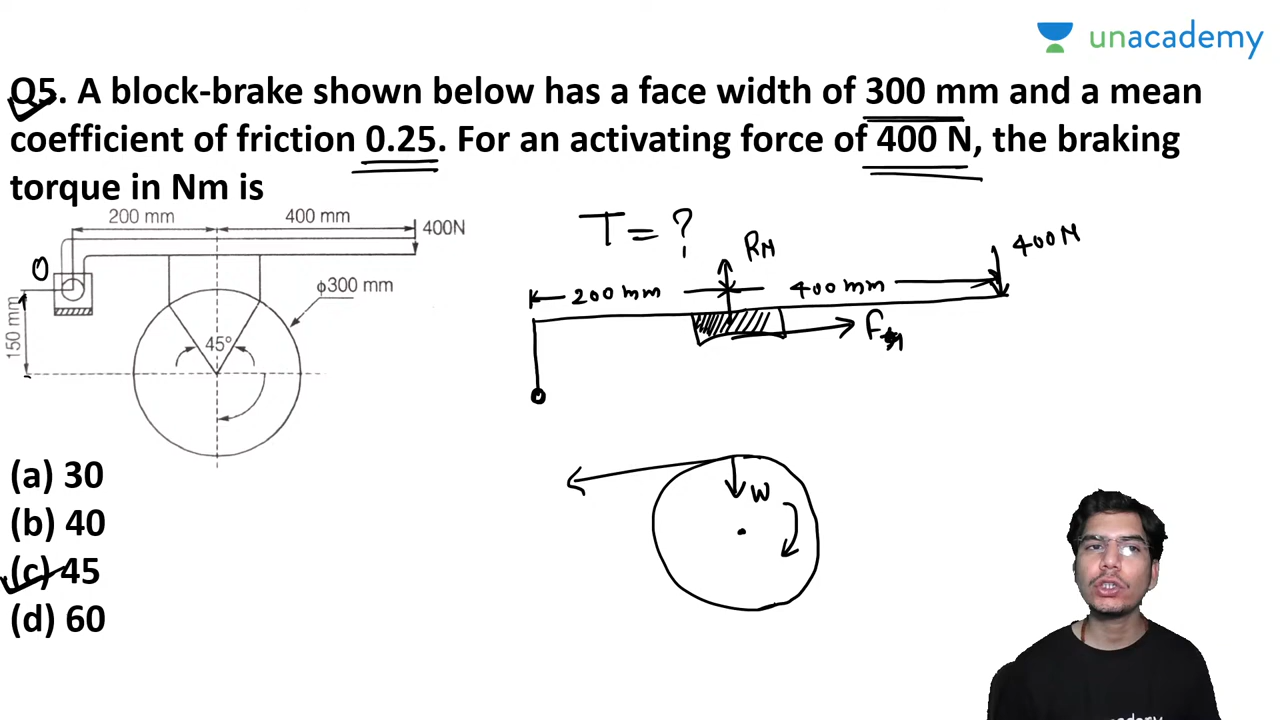 unacademy
Q5. A block-brake shown below has a face width of 300 mm and a mean
coefficient of friction 0.25. For an activating force of 400 N, the braking
torque in Nm is
200 mm
400 mm
400N
O
φ300 mm
150 mm
45°
T = ?
RN
400N
200 mm
400 mm
W
(a) 30
(b) 40
(c) 45
(d) 60
unacademy